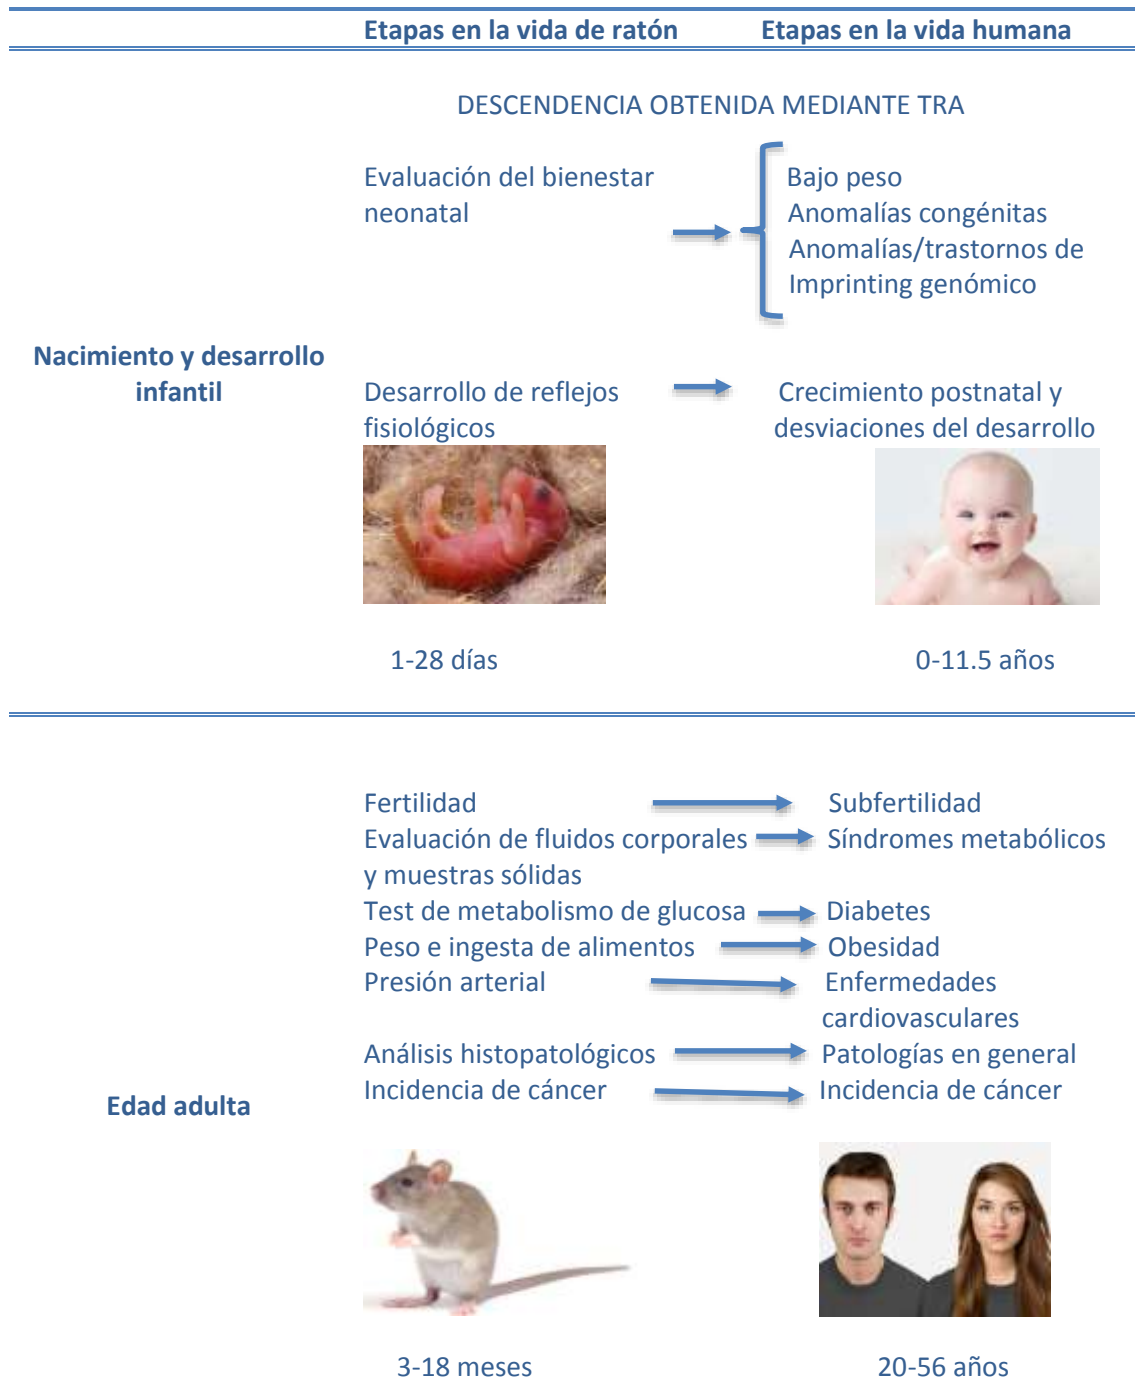 Etapas en la vida de ratón Etapas en la vida humana
DESCENDENCIA OBTENIDA MEDIANTE TRA
Evaluación del bienestar Bajo peso
neonatal Anomalías congénitas
Anomalías/trastornos de
Imprinting genómico
Nacimiento y desarrollo
infantil Desarrollo de reflejos Crecimiento postnatal y
fisiológicos desviaciones del desarrollo
1-28 días 0-11.5 años
Fertilidad Subfertilidad
Evaluación de fluidos corporales Síndromes metabólicos
y muestras sólidas
Test de metabolismo de glucosa Diabetes
Peso e ingesta de alimentos Obesidad
Presión arterial Enfermedades
cardiovasculares
Análisis histopatológicos Patologías en general
Incidencia de cáncer Incidencia de cáncer
Edad adulta
3-18 meses 20-56 años